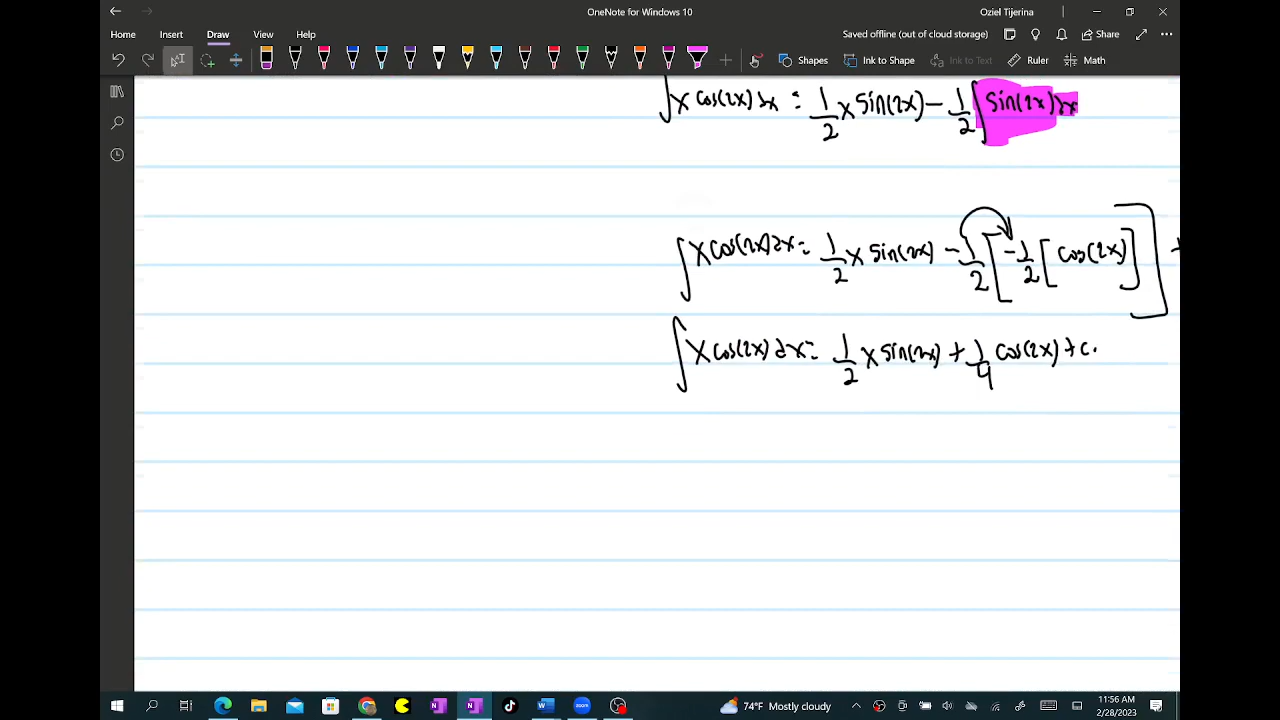 OneNote for Windows 10
Oziel Tijerina
Home Insert Draw View Help
Saved offline (out of cloud storage)
Share
Shapes
Ink to Shape
Ink to Text
Ruler
Math
∫x cos(2x) dx = 1/2 x sin(2x) - 1/2 ∫sin(2x) dx
∫x cos(2x) dx = 1/2 x sin(2x) - 1/2 [-1/2 [cos(2x)]] +
∫x cos(2x) dx = 1/2 x sin(2x) + 1/4 cos(2x) + c.
74°F Mostly cloudy
11:56 AM
2/28/2023